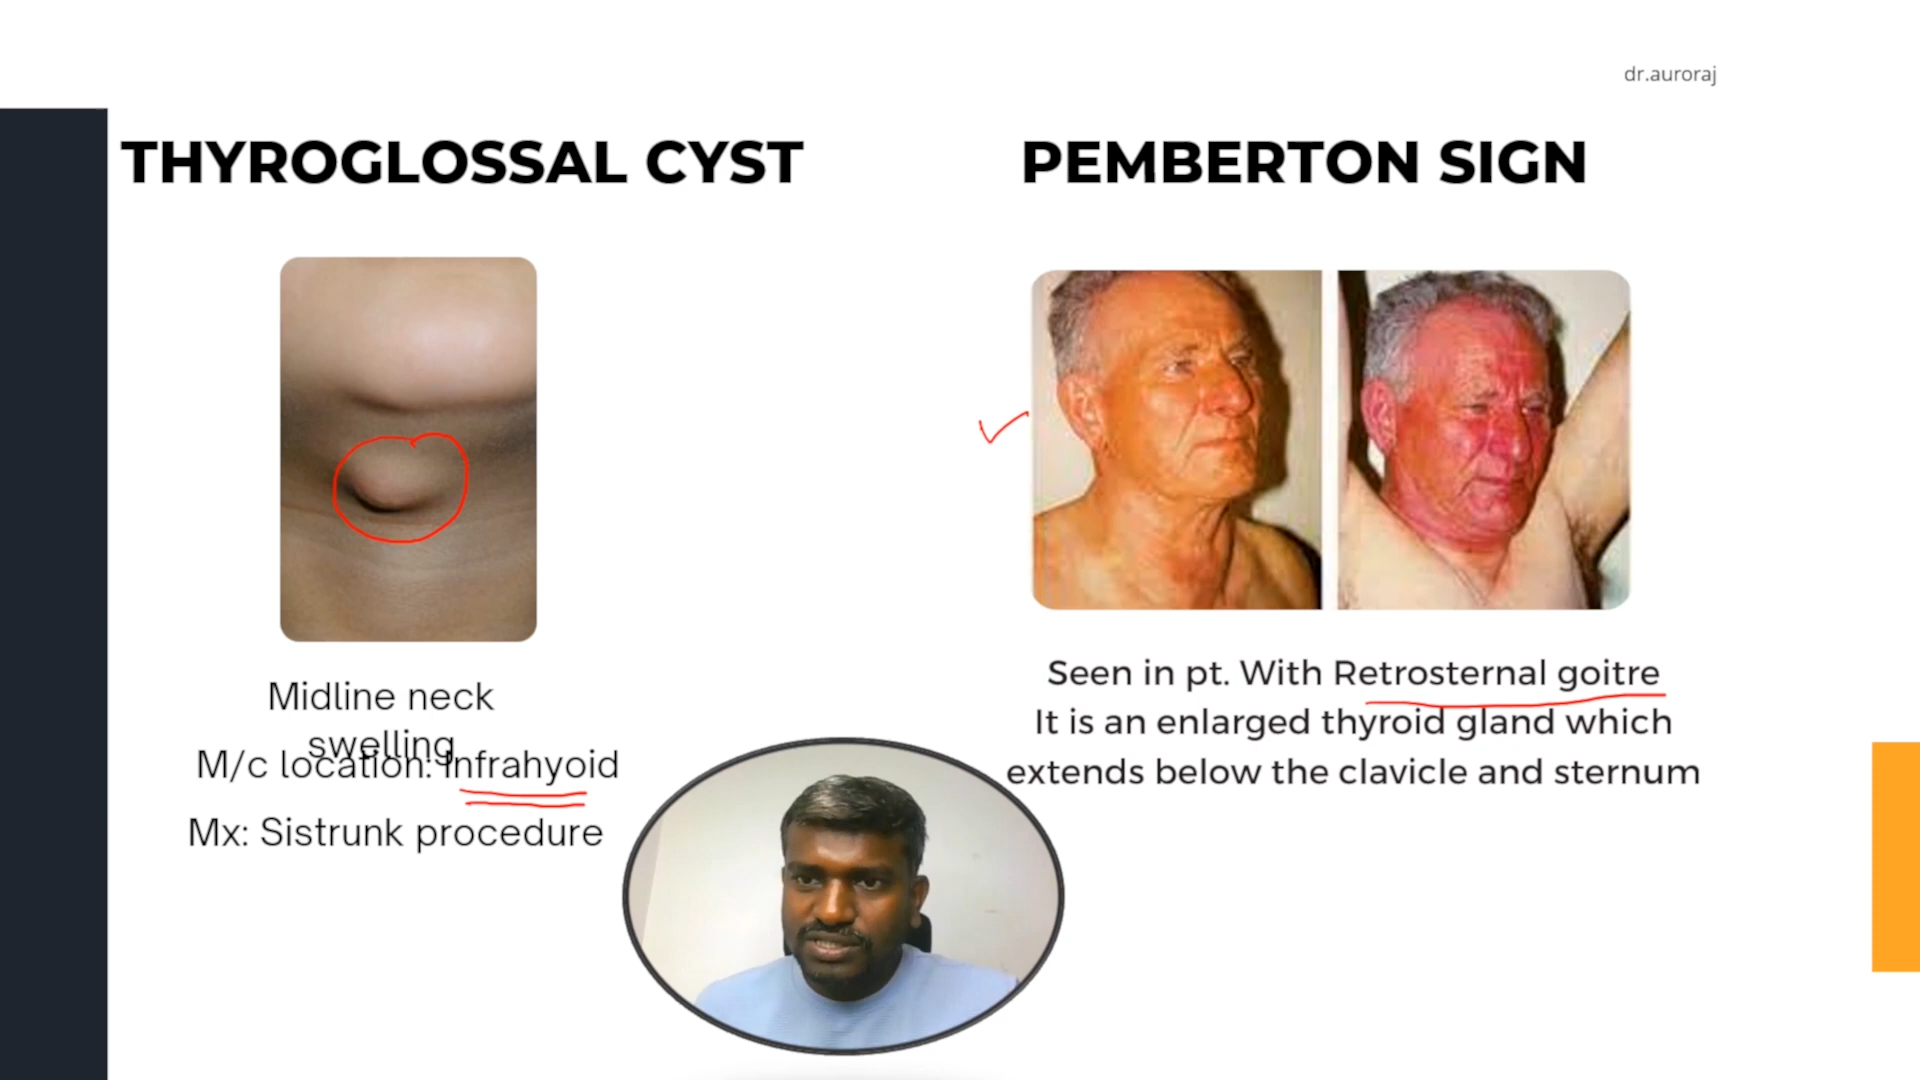 dr.auroraj
THYROGLOSSAL CYST
PEMBERTON SIGN
Midline neck
swelling
M/c location: Infrahyoid
Mx: Sistrunk procedure
Seen in pt. With Retrosternal goitre
It is an enlarged thyroid gland which
extends below the clavicle and sternum